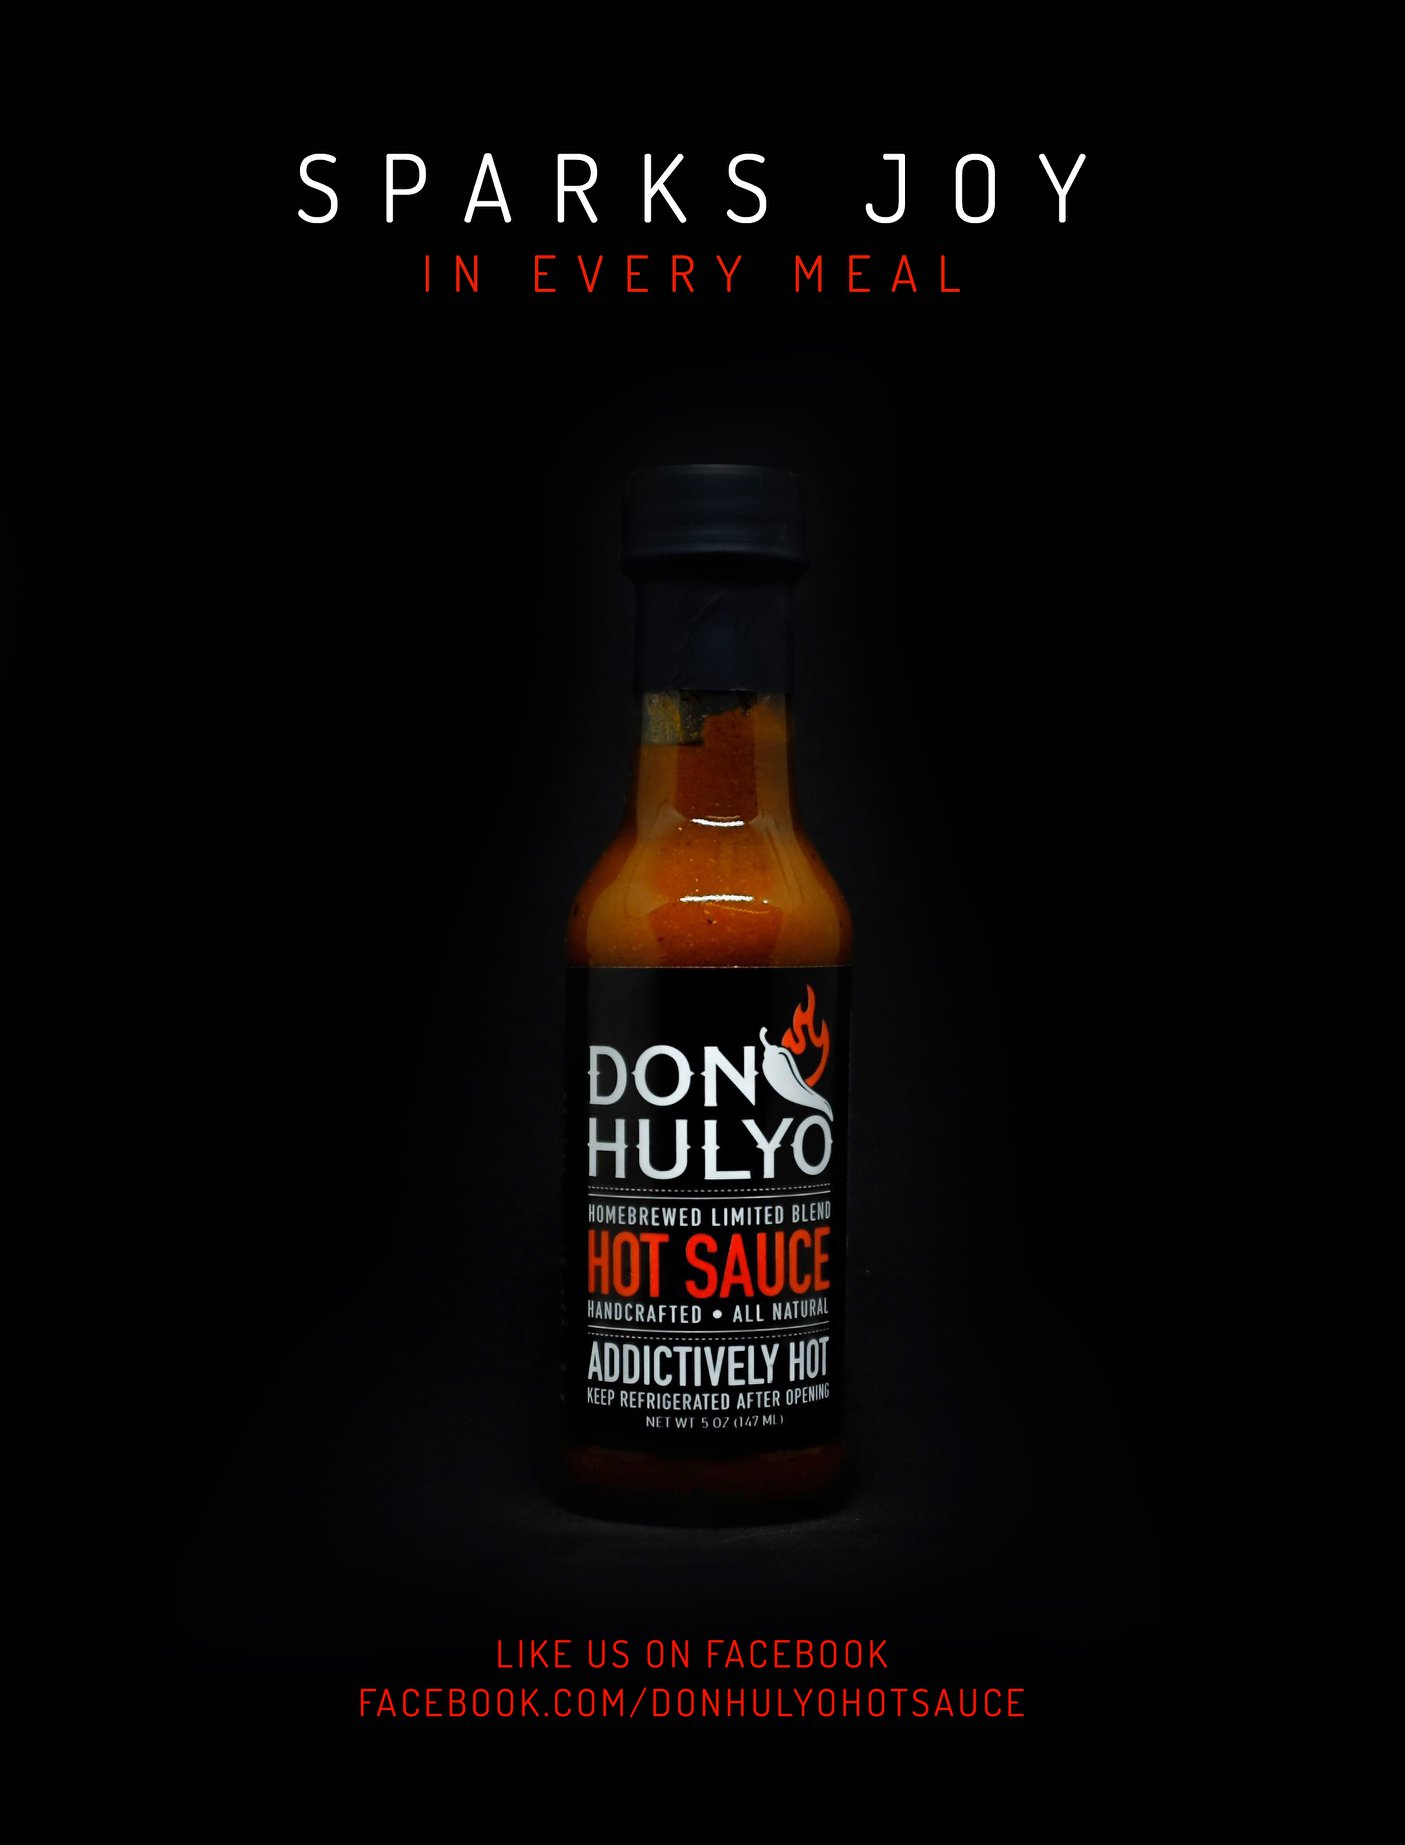 SPARKS JOY
IN EVERY MEAL
DON
HULYO
HOMEBREWED LIMITED BLEND
HOT SAUCE
HANDCRAFTED • ALL NATURAL
ADDICTIVELY HOT
KEEP REFRIGERATED AFTER OPENING
NET WT 5 OZ (147 ML)
LIKE US ON FACEBOOK
FACEBOOK.COM/DONHULYOHOTSAUCE